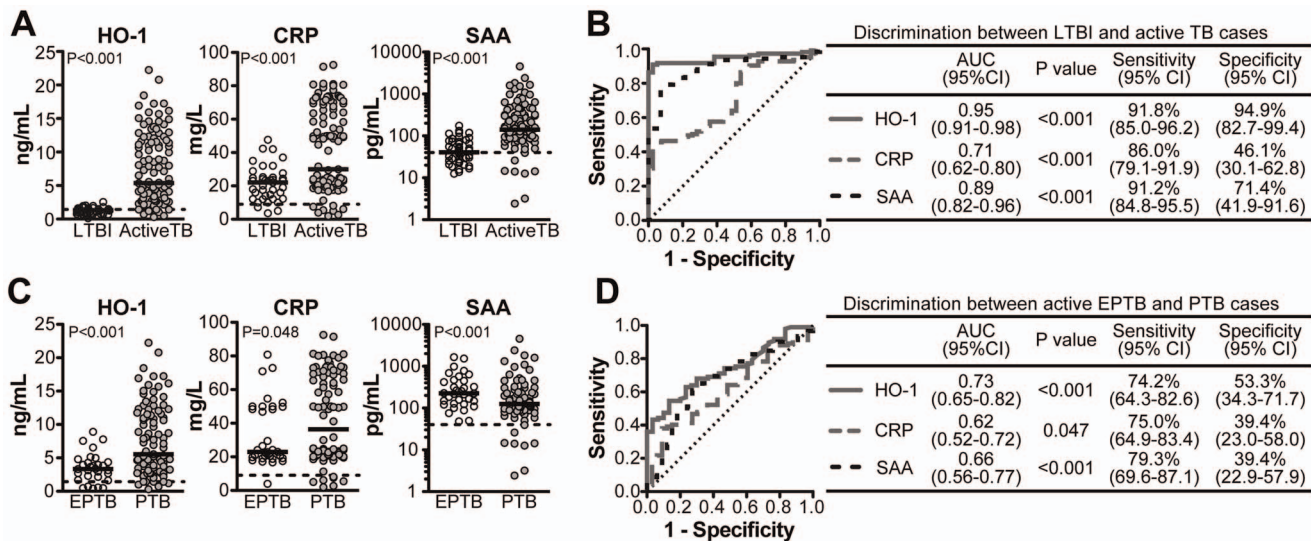 A
HO-1
P<0.001
ng/mL
25
20
15
10
5
0
LTBI ActiveTB
CRP
P<0.001
mg/L
100
80
60
40
20
0
LTBI ActiveTB
SAA
P<0.001
pg/mL
10000
1000
100
10
1
LTBI ActiveTB
B
Sensitivity
1.0
0.8
0.6
0.4
0.2
0.0
0.0 0.2 0.4 0.6 0.8 1.0
1 - Specificity
Discrimination between LTBI and active TB cases
AUC (95%CI) P value Sensitivity (95% CI) Specificity (95% CI)
HO-1 0.95 (0.91-0.98) <0.001 91.8% (85.0-96.2) 94.9% (82.7-99.4)
CRP 0.71 (0.62-0.80) <0.001 86.0% (79.1-91.9) 46.1% (30.1-62.8)
SAA 0.89 (0.82-0.96) <0.001 91.2% (84.8-95.5) 71.4% (41.9-91.6)
C
HO-1
P<0.001
ng/mL
25
20
15
10
5
0
EPTB PTB
CRP
P=0.048
mg/L
100
80
60
40
20
0
EPTB PTB
SAA
P<0.001
pg/mL
10000
1000
100
10
1
EPTB PTB
D
Sensitivity
1.0
0.8
0.6
0.4
0.2
0.0
0.0 0.2 0.4 0.6 0.8 1.0
1 - Specificity
Discrimination between active EPTB and PTB cases
AUC (95%CI) P value Sensitivity (95% CI) Specificity (95% CI)
HO-1 0.73 (0.65-0.82) <0.001 74.2% (64.3-82.6) 53.3% (34.3-71.7)
CRP 0.62 (0.52-0.72) 0.047 75.0% (64.9-83.4) 39.4% (23.0-58.0)
SAA 0.66 (0.56-0.77) <0.001 79.3% (69.6-87.1) 39.4% (22.9-57.9)